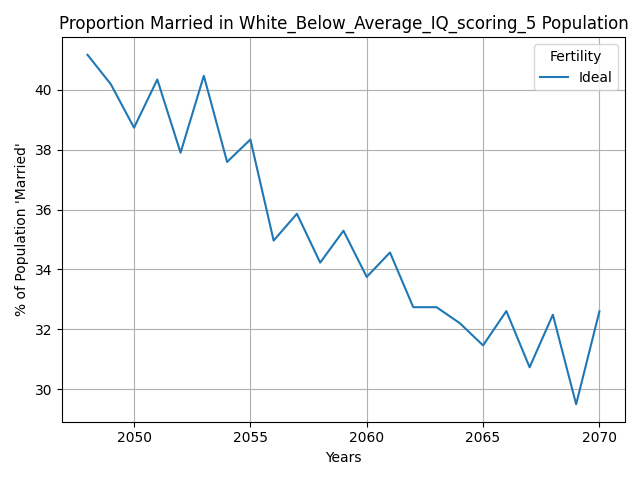 Proportion Married in White_Below_Average_IQ_scoring_5 Population
Fertility
Ideal
% of Population 'Married'
40
38
36
34
32
30
2050 2055 2060 2065 2070
Years